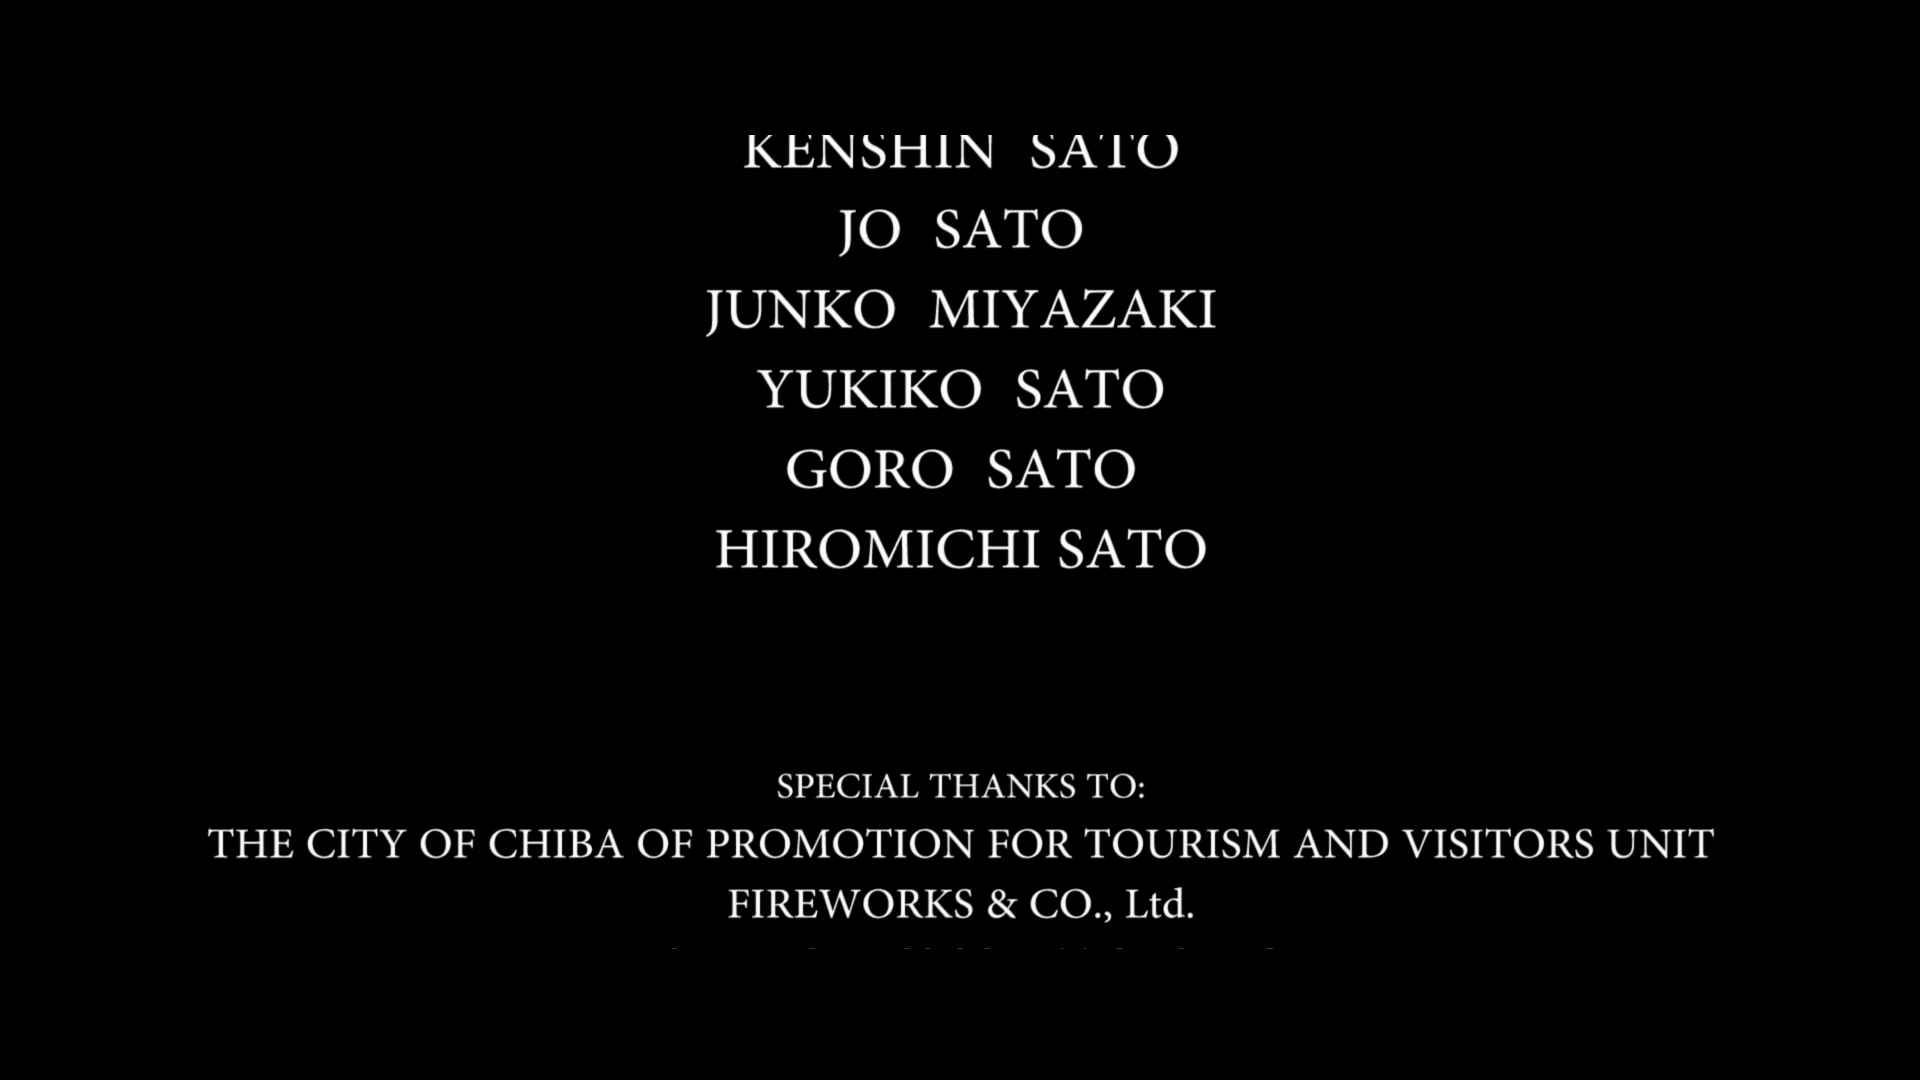 KENSHIN SATO
JO SATO
JUNKO MIYAZAKI
YUKIKO SATO
GORO SATO
HIROMICHI SATO
SPECIAL THANKS TO:
THE CITY OF CHIBA OF PROMOTION FOR TOURISM AND VISITORS UNIT
FIREWORKS & CO., Ltd.